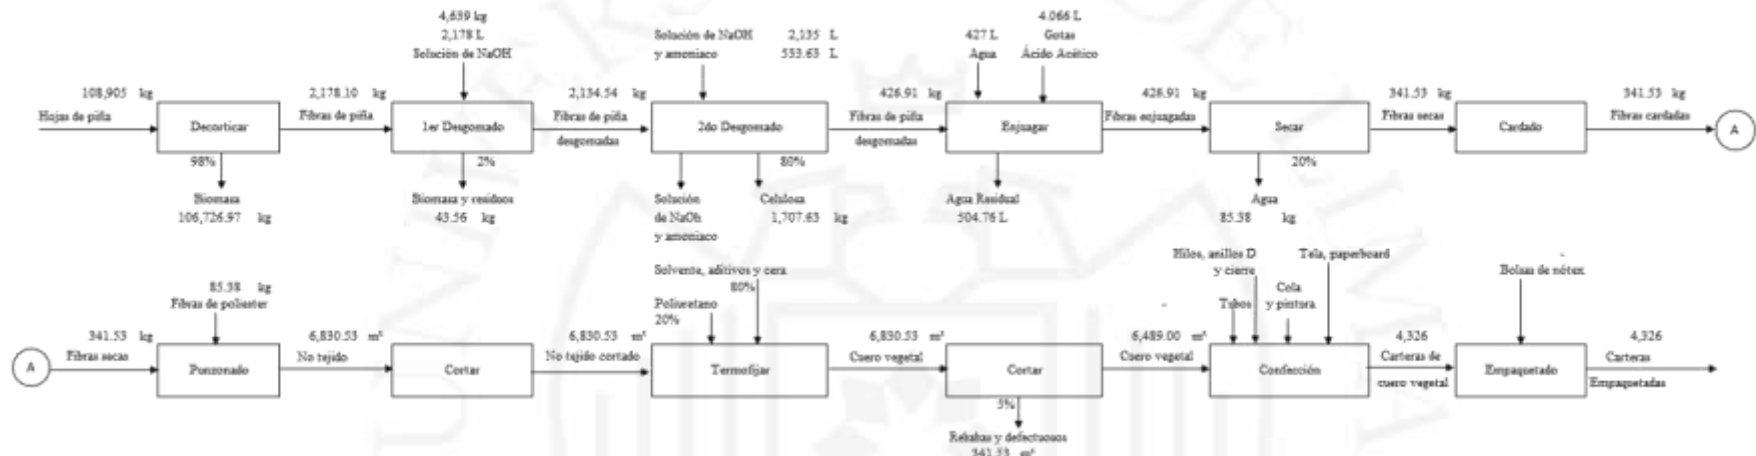 4,639 kg
2,178 L
Solución de NaOH
Solución de NaOH 2,135 L
y amoniaco 533.63 L
427 L
Agua
4.066 L
Gotas
Ácido Acético
108,905 kg
Hojas de piña
Decorticar
98%
Biomasa
106,726.97 kg
2,178.10 kg
Fibras de piña
1er Desgomado
2%
Biomasa y residuos
43.56 kg
2,134.54 kg
Fibras de piña
desgomadas
2do Desgomado
80%
Solución
de NaOh
y amoniaco
Celulosa
1,707.63 kg
426.91 kg
Fibras de piña
desgomadas
Enjuagar
Agua Residual
504.76 L
426.91 kg
Fibras enjuagadas
Secar
20%
Agua
85.38 kg
341.53 kg
Fibras secas
Cardado
341.53 kg
Fibras cardadas
A
A
341.53 kg
Fibras secas
85.38 kg
Fibras de poliester
Punzonado
6,830.53 m²
No tejido
Cortar
6,830.53 m²
No tejido cortado
Solvente, aditivos y cera
80%
Poliuretano
20%
Termofijar
6,830.53 m²
Cuero vegetal
Cortar
5%
Rebabas y defectuosos
341.53 m²
-
6,489.00 m²
Cuero vegetal
Hilos, anillos D
y cierre
Tubos
Cola
y pintura
Tela, paperboard
Confección
4,326
Carteras de
cuero vegetal
-
Bolsas de nótex
Empaquetado
4,326
Carteras
Empaquetadas
UNIVERSIDAD DE LIMA